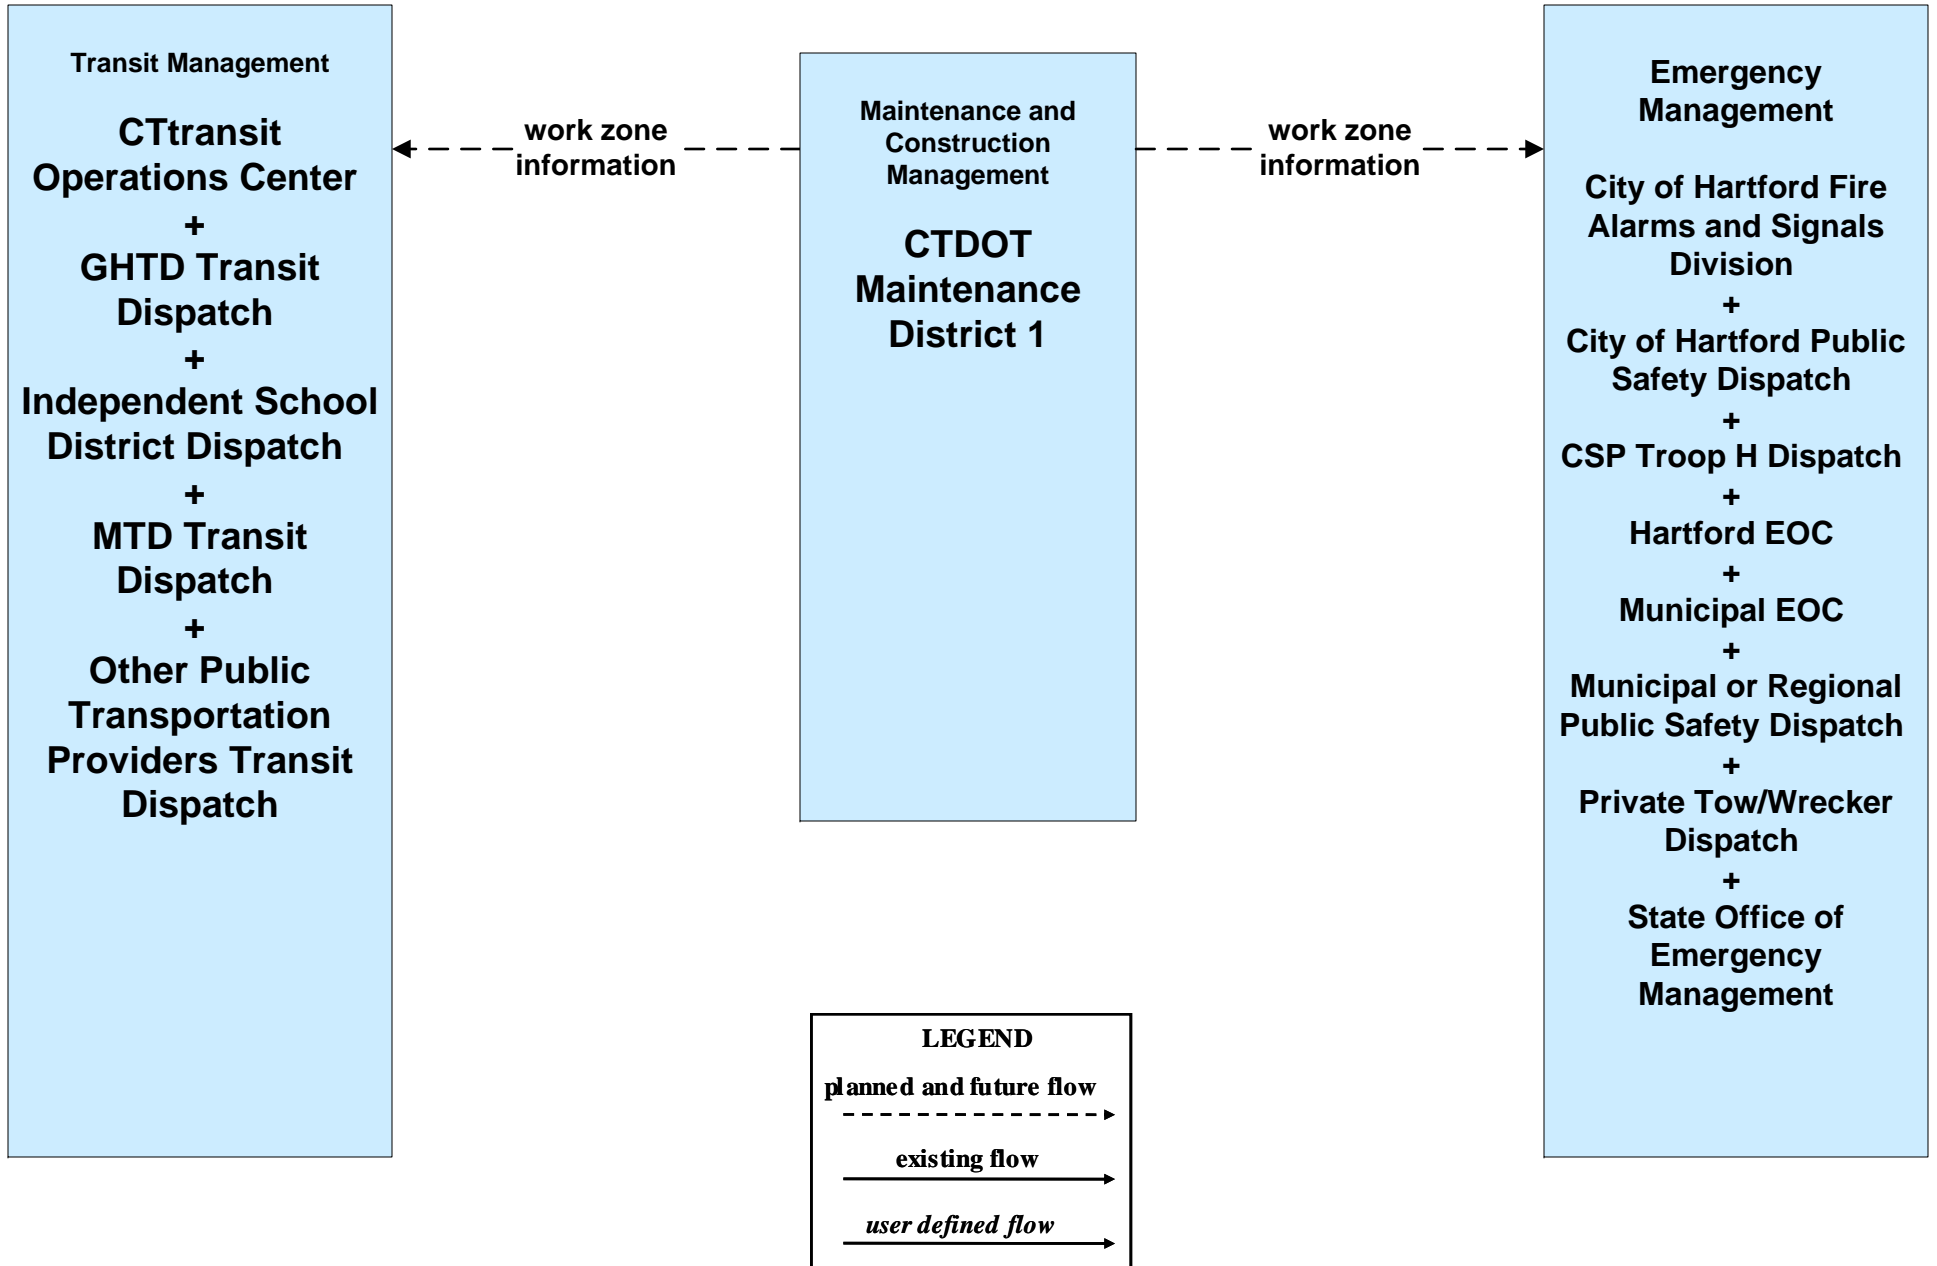 Transit Management
CTtransit
Operations Center
+
GHTD Transit
Dispatch
+
Independent School
District Dispatch
+
MTD Transit
Dispatch
+
Other Public
Transportation
Providers Transit
Dispatch
work zone
information
Maintenance and
Construction
Management
CTDOT
Maintenance
District 1
work zone
information
Emergency
Management
City of Hartford Fire
Alarms and Signals
Division
+
City of Hartford Public
Safety Dispatch
+
CSP Troop H Dispatch
+
Hartford EOC
+
Municipal EOC
+
Municipal or Regional
Public Safety Dispatch
+
Private Tow/Wrecker
Dispatch
+
State Office of
Emergency
Management
LEGEND
planned and future flow
existing flow
user defined flow